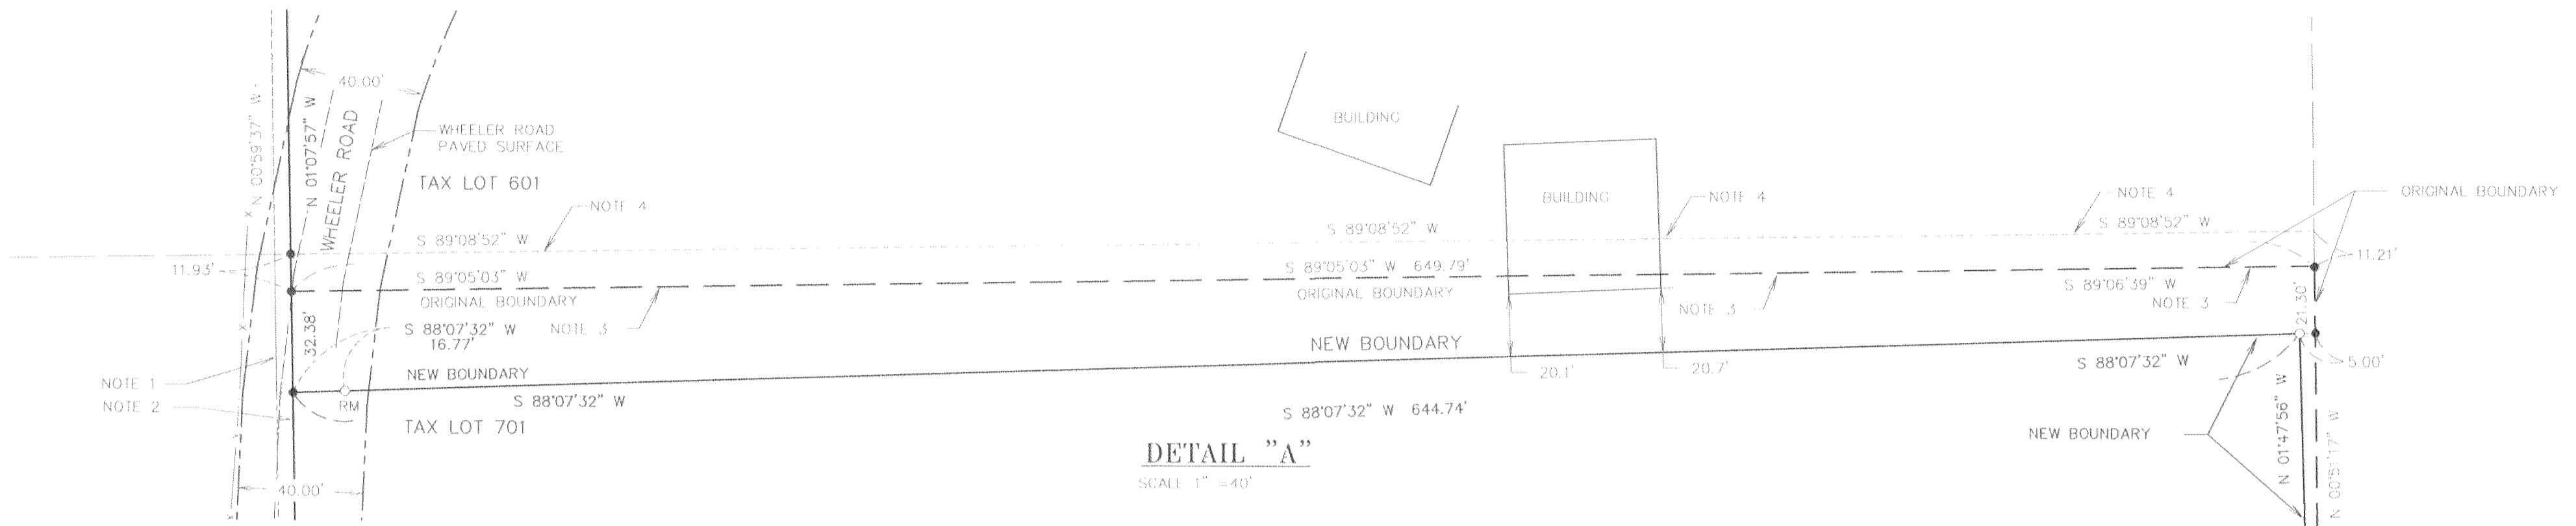 40.00'
N 00°59'37" W
N 01°07'57" W
WHEELER ROAD
WHEELER ROAD
PAVED SURFACE
TAX LOT 601
BUILDING
BUILDING
NOTE 4
NOTE 4
NOTE 4
ORIGINAL BOUNDARY
S 89°08'52" W
S 89°08'52" W
S 89°08'52" W
11.93'
11.21'
S 89°05'03" W
ORIGINAL BOUNDARY
S 89°05'03" W 649.79'
ORIGINAL BOUNDARY
S 89°06'39" W
NOTE 3
NOTE 3
NOTE 3
21.30'
32.38'
S 88°07'32" W
16.77'
NEW BOUNDARY
NEW BOUNDARY
20.1'
20.7'
S 88°07'32" W
5.00'
NOTE 1
NOTE 2
RM
S 88°07'32" W
S 88°07'32" W 644.74'
TAX LOT 701
NEW BOUNDARY
N 01°47'56" W
N 00°51'17" W
DETAIL "A"
SCALE 1" =40'
40.00'